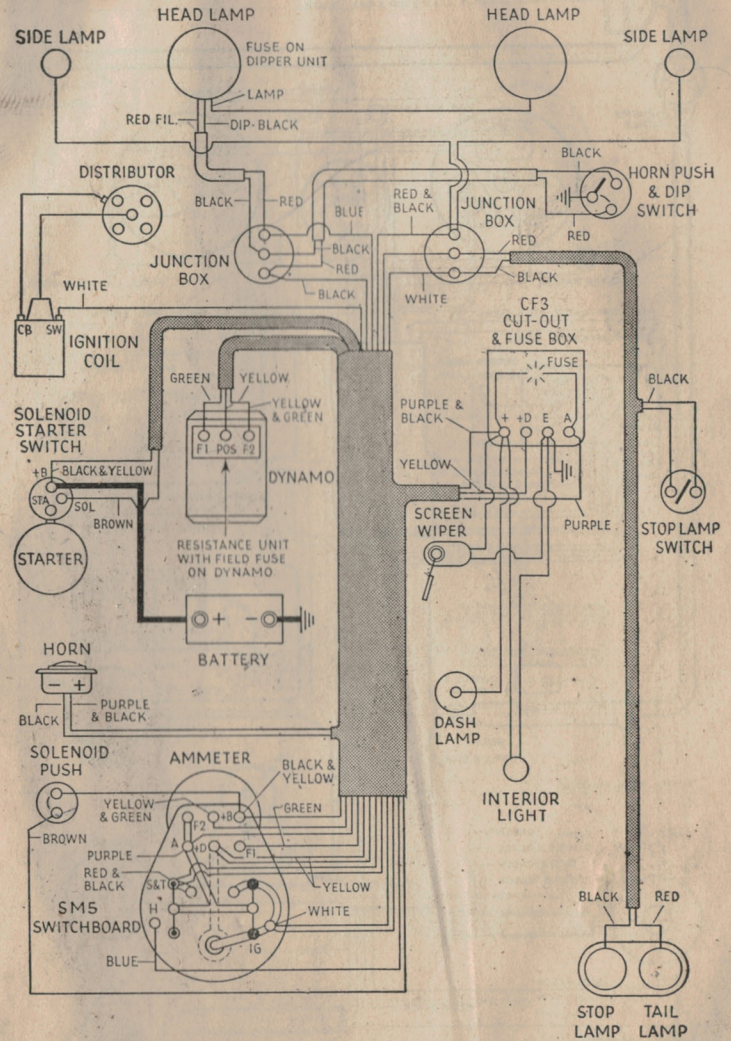 HEAD LAMP
HEAD LAMP
SIDE LAMP
SIDE LAMP
FUSE ON
DIPPER UNIT
LAMP
RED FIL.
DIP-BLACK
DISTRIBUTOR
BLACK
HORN PUSH
& DIP
SWITCH
RED
BLACK
RED
BLUE
RED &
BLACK
JUNCTION
BOX
JUNCTION
BOX
BLACK
RED
BLACK
RED
BLACK
WHITE
WHITE
CB
SW
IGNITION
COIL
CF3
CUT-OUT
& FUSE BOX
FUSE
+
+D
E
A
BLACK
GREEN
YELLOW
YELLOW
& GREEN
F1
POS
F2
DYNAMO
PURPLE &
BLACK
YELLOW
SOLENOID
STARTER
SWITCH
+B
BLACK & YELLOW
STA
SOL
BROWN
STARTER
RESISTANCE UNIT
WITH FIELD FUSE
ON DYNAMO
SCREEN
WIPER
PURPLE
STOP LAMP
SWITCH
+
-
BATTERY
HORN
-
+
BLACK
PURPLE
& BLACK
DASH
LAMP
INTERIOR
LIGHT
SOLENOID
PUSH
AMMETER
BLACK &
YELLOW
YELLOW
& GREEN
F2
+B
GREEN
BROWN
A
+D
F1
PURPLE
RED &
BLACK
S&T
YELLOW
SM5
SWITCHBOARD
H
WHITE
IG
BLUE
BLACK
RED
STOP
LAMP
TAIL
LAMP